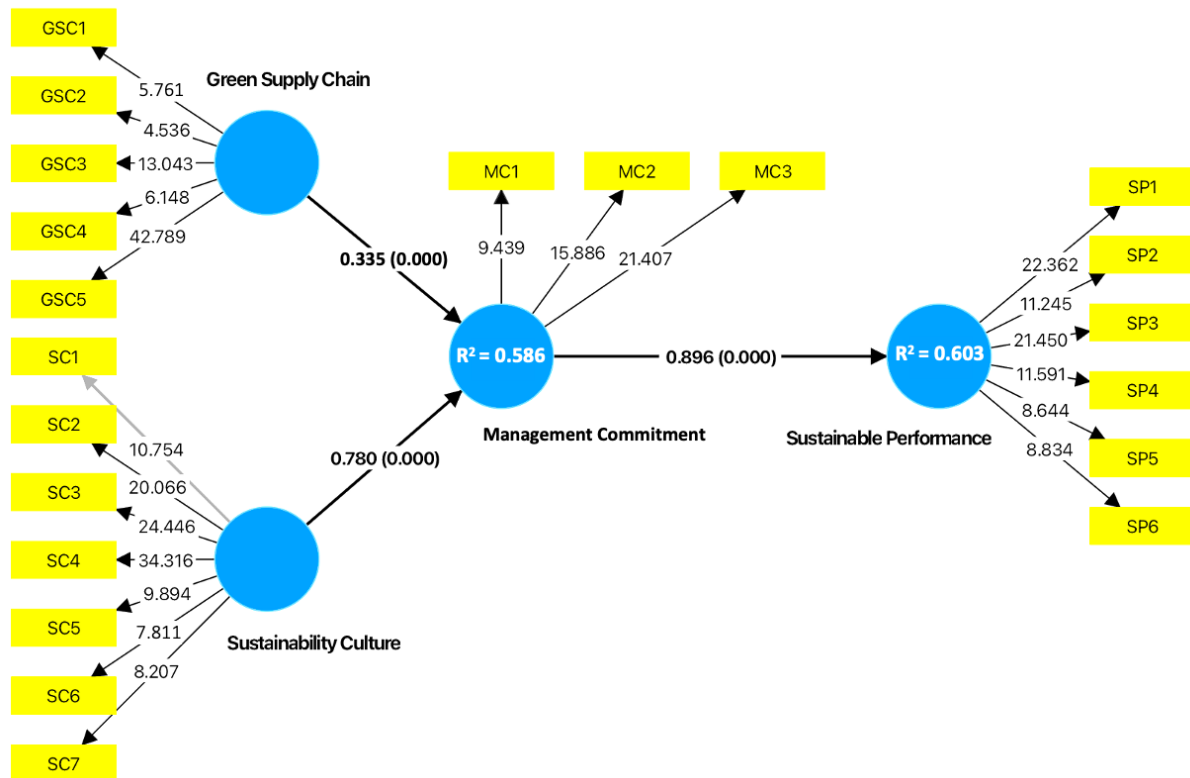 GSC1
GSC2
GSC3
GSC4
GSC5
5.761
4.536
13.043
6.148
42.789
Green Supply Chain
0.335 (0.000)
SC1
SC2
SC3
SC4
SC5
SC6
SC7
10.754
20.066
24.446
34.316
9.894
7.811
8.207
Sustainability Culture
0.780 (0.000)
MC1
MC2
MC3
9.439
15.886
21.407
R² = 0.586
Management Commitment
0.896 (0.000)
R² = 0.603
Sustainable Performance
22.362
11.245
21.450
11.591
8.644
8.834
SP1
SP2
SP3
SP4
SP5
SP6